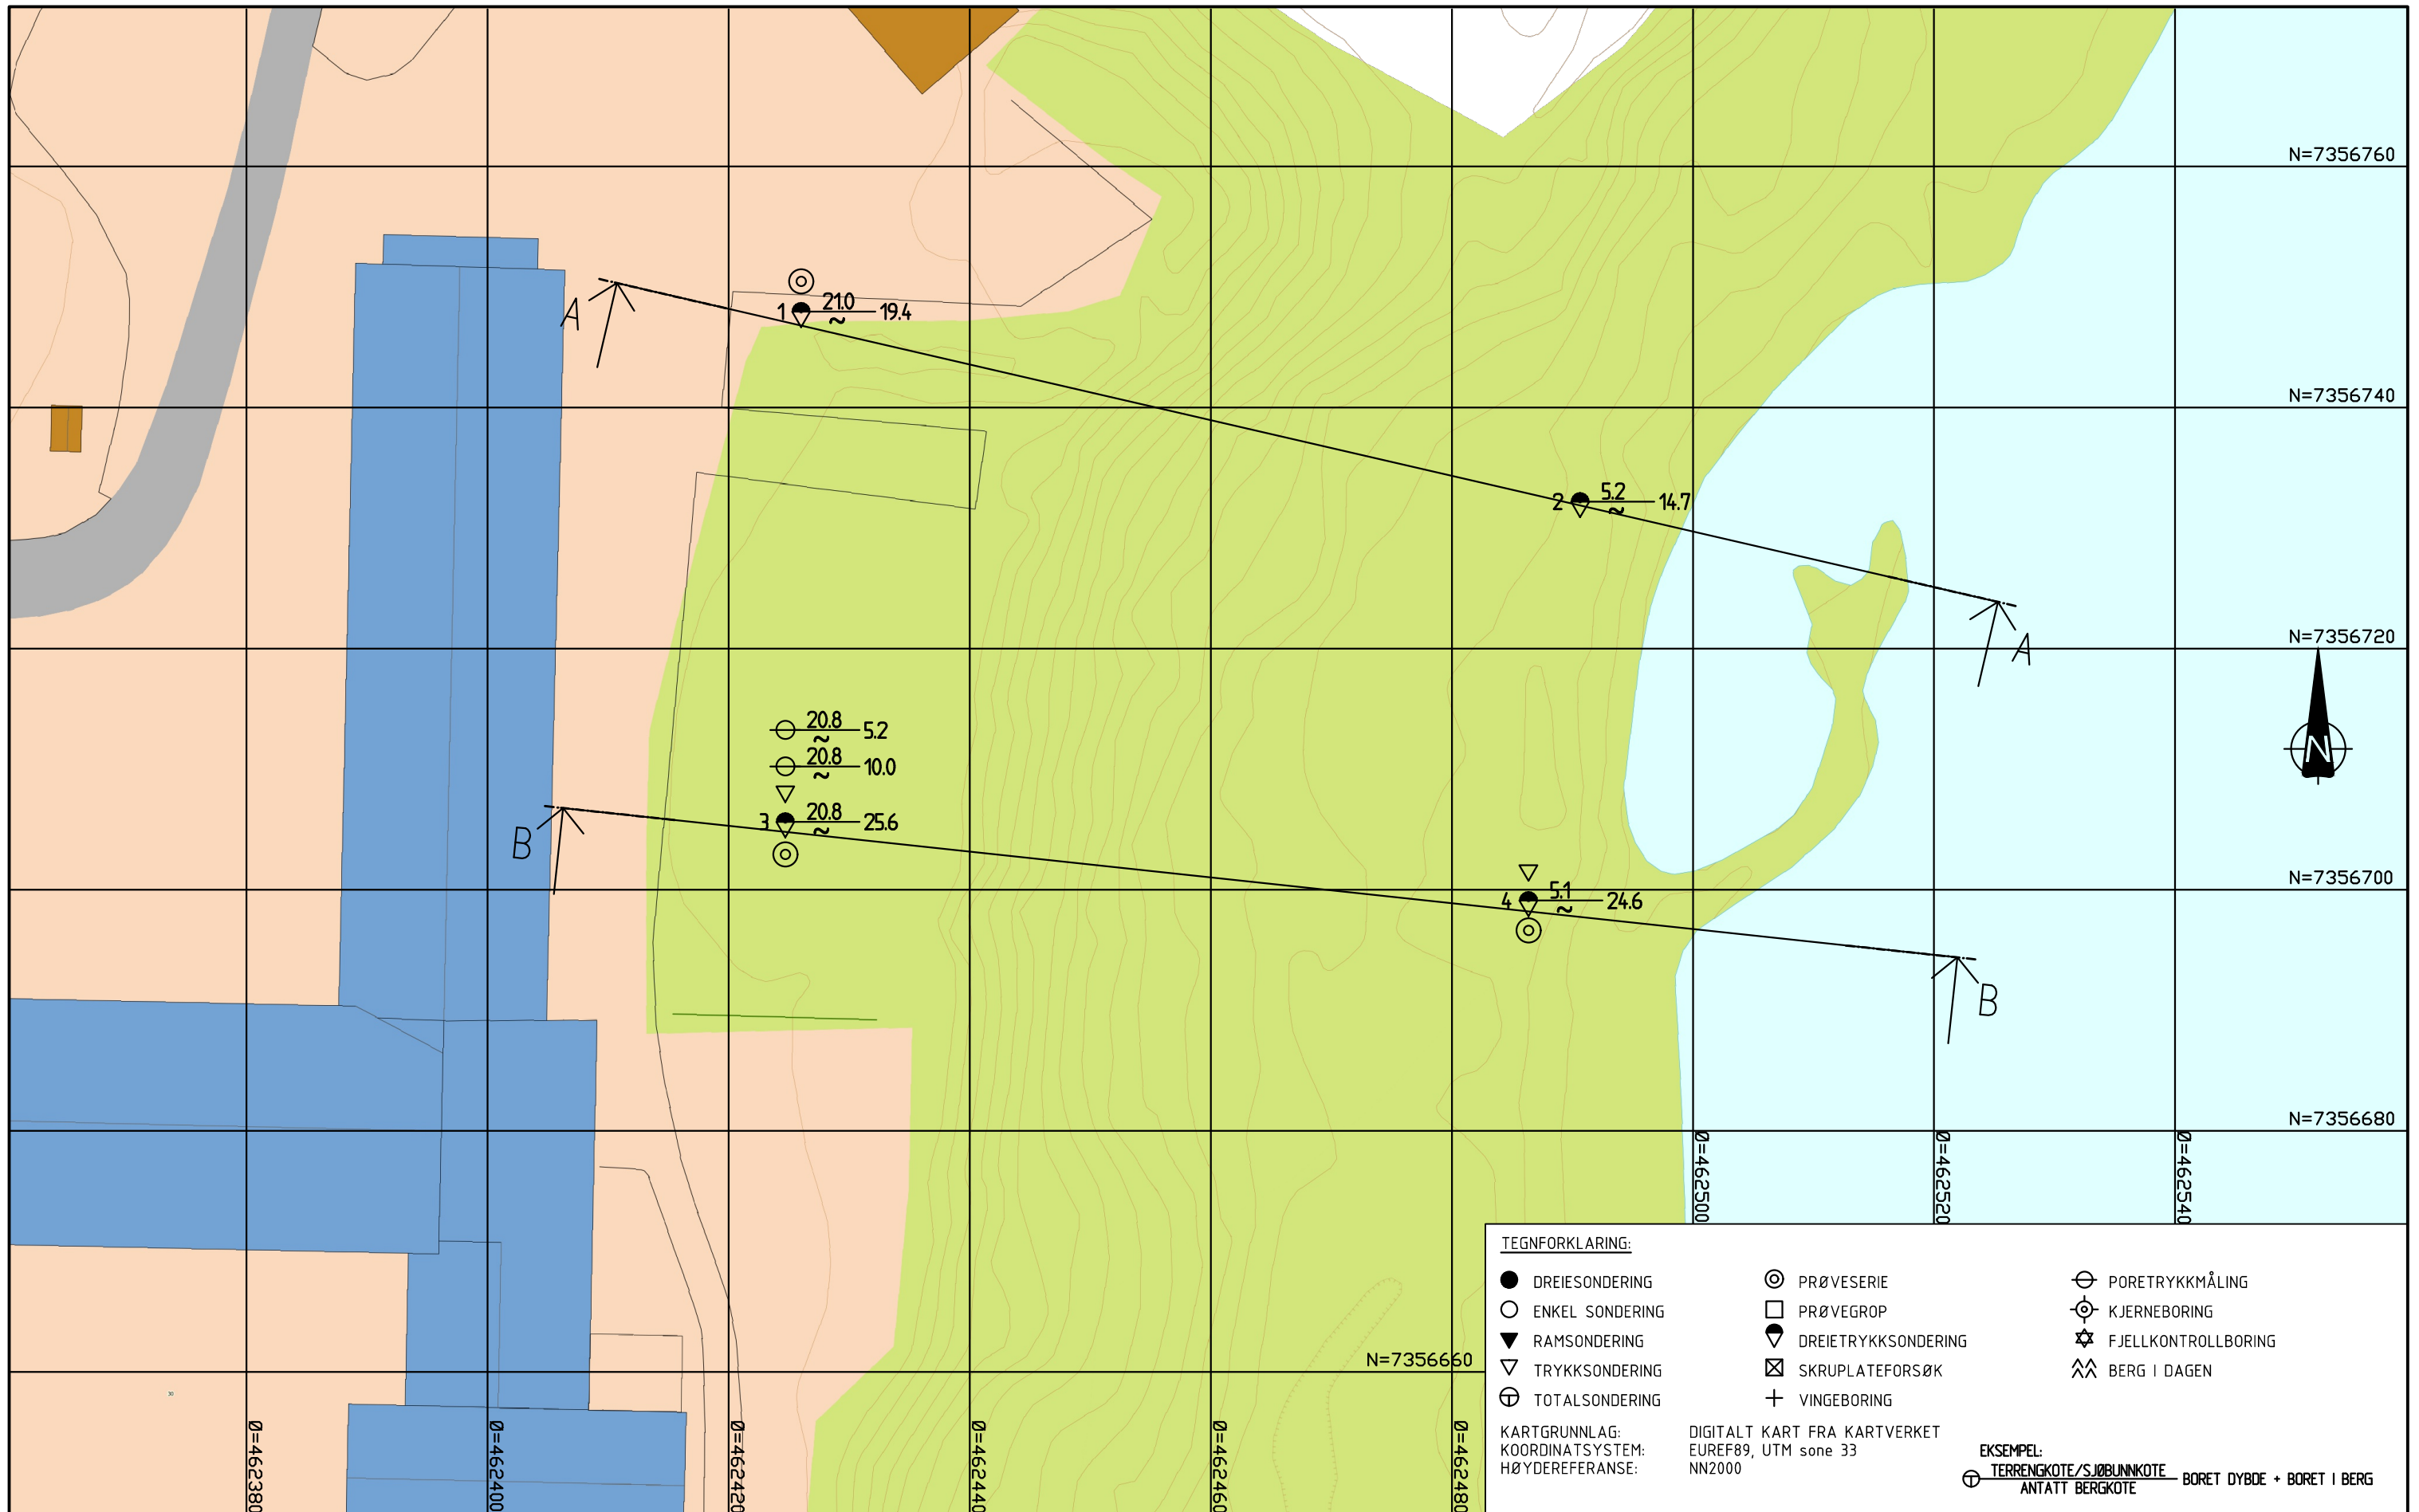 N=7356760
A
1 21.0 ~ 19.4
N=7356740
2 5.2 ~ 14.7
N=7356720
A
20.8 ~ 5.2
N
20.8 ~ 10.0
B
3 20.8 ~ 25.6
N=7356700
4 5.1 ~ 24.6
B
N=7356680
Ø=462500
Ø=462520
Ø=462540
N=7356660
Ø=462380
Ø=462400
Ø=462420
Ø=462440
Ø=462460
Ø=462480
TEGNFORKLARING:
DREIESONDERING
ENKEL SONDERING
RAMSONDERING
TRYKKSONDERING
TOTALSONDERING
PRØVESERIE
PRØVEGROP
DREIETRYKKSONDERING
SKRUPLATEFORSØK
VINGEBORING
PORETRYKKMÅLING
KJERNEBORING
FJELLKONTROLLBORING
BERG I DAGEN
KARTGRUNNLAG: DIGITALT KART FRA KARTVERKET
KOORDINATSYSTEM: EUREF89, UTM sone 33
HØYDEREFERANSE: NN2000
EKSEMPEL:
TERRENGKOTE/SJØBUNNKOTE
ANTATT BERGKOTE
BORET DYBDE + BORET I BERG